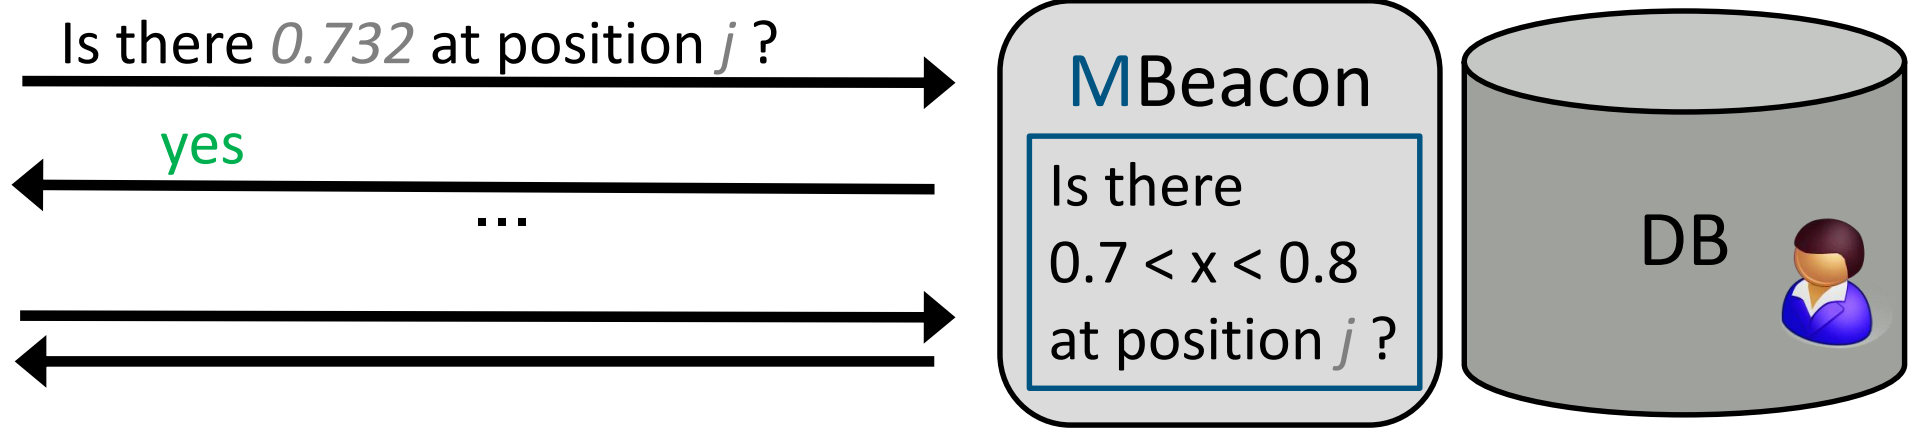 Is there 0.732 at position j ?
yes
...
MBeacon
Is there
0.7 < x < 0.8
at position j ?
DB